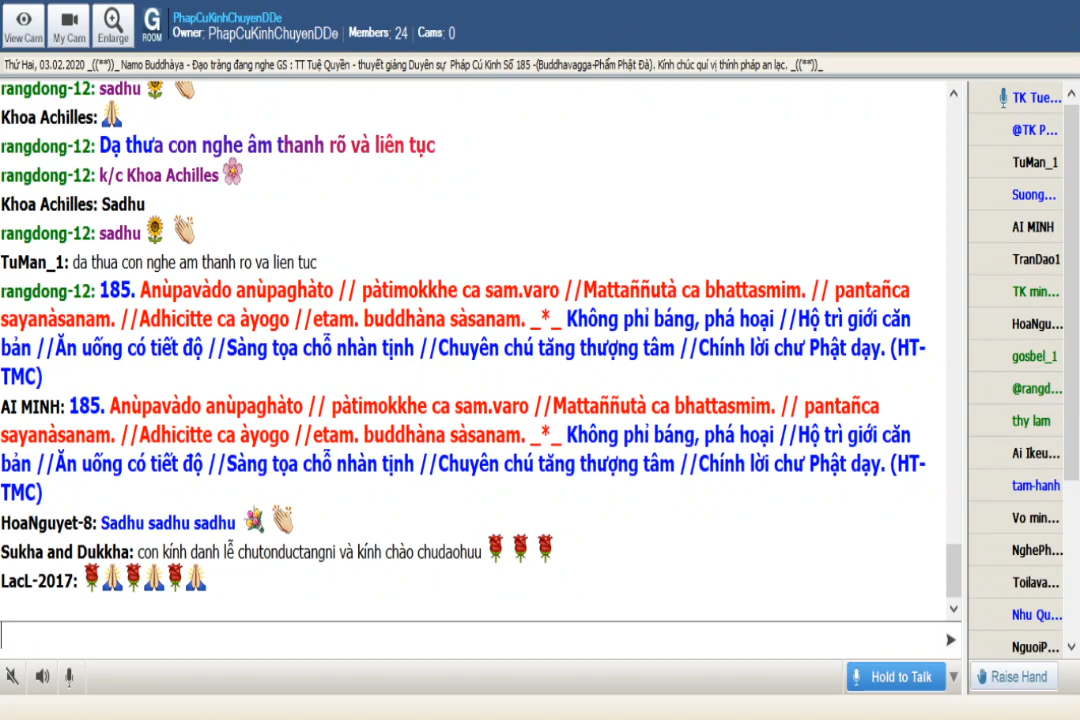 View Cam
My Cam
Enlarge
G
ROOM
PhapCuKinhChuyenDDe
Owner: PhapCuKinhChuyenDDe | Members: 24 | Cams: 0
Thứ Hai, 03.02.2020 _((**))_ Namo Buddhàya - Đạo tràng đang nghe GS : TT Tuệ Quyền - thuyết giảng Duyên sự Pháp Cú Kinh Số 185 -(Buddhavagga-Phẩm Phật Đà). Kính chúc quí vị thính pháp an lạc. _((**))_
rangdong-12: sadhu
Khoa Achilles:
rangdong-12: Dạ thưa con nghe âm thanh rõ và liên tục
rangdong-12: k/c Khoa Achilles
Khoa Achilles: Sadhu
rangdong-12: sadhu
TuMan_1: da thua con nghe am thanh ro va lien tuc
rangdong-12: 185. Anùpavàdo anùpaghàto // pàtimokkhe ca sam.varo //Mattaññutà ca bhattasmim. // pantañca
sayanàsanam. //Adhicitte ca àyogo //etam. buddhàna sàsanam. _*_ Không phỉ báng, phá hoại //Hộ trì giới căn
bản //Ăn uống có tiết độ //Sàng tọa chỗ nhàn tịnh //Chuyên chú tăng thượng tâm //Chính lời chư Phật dạy. (HT-
TMC)
AI MINH: 185. Anùpavàdo anùpaghàto // pàtimokkhe ca sam.varo //Mattaññutà ca bhattasmim. // pantañca
sayanàsanam. //Adhicitte ca àyogo //etam. buddhàna sàsanam. _*_ Không phỉ báng, phá hoại //Hộ trì giới căn
bản //Ăn uống có tiết độ //Sàng tọa chỗ nhàn tịnh //Chuyên chú tăng thượng tâm //Chính lời chư Phật dạy. (HT-
TMC)
HoaNguyet-8: Sadhu sadhu sadhu
Sukha and Dukkha: con kính danh lễ chutonductangni và kính chào chudaohuu
LacL-2017:
TK Tue...
@TK P...
TuMan_1
Suong...
AI MINH
TranDao1
TK min...
HoaNgu...
gosbel_1
@rangd...
thy lam
Ai Ikeu...
tam-hanh
Vo min...
NghePh...
Toilava...
Nhu Qu...
NguoiP...
Hold to Talk
Raise Hand